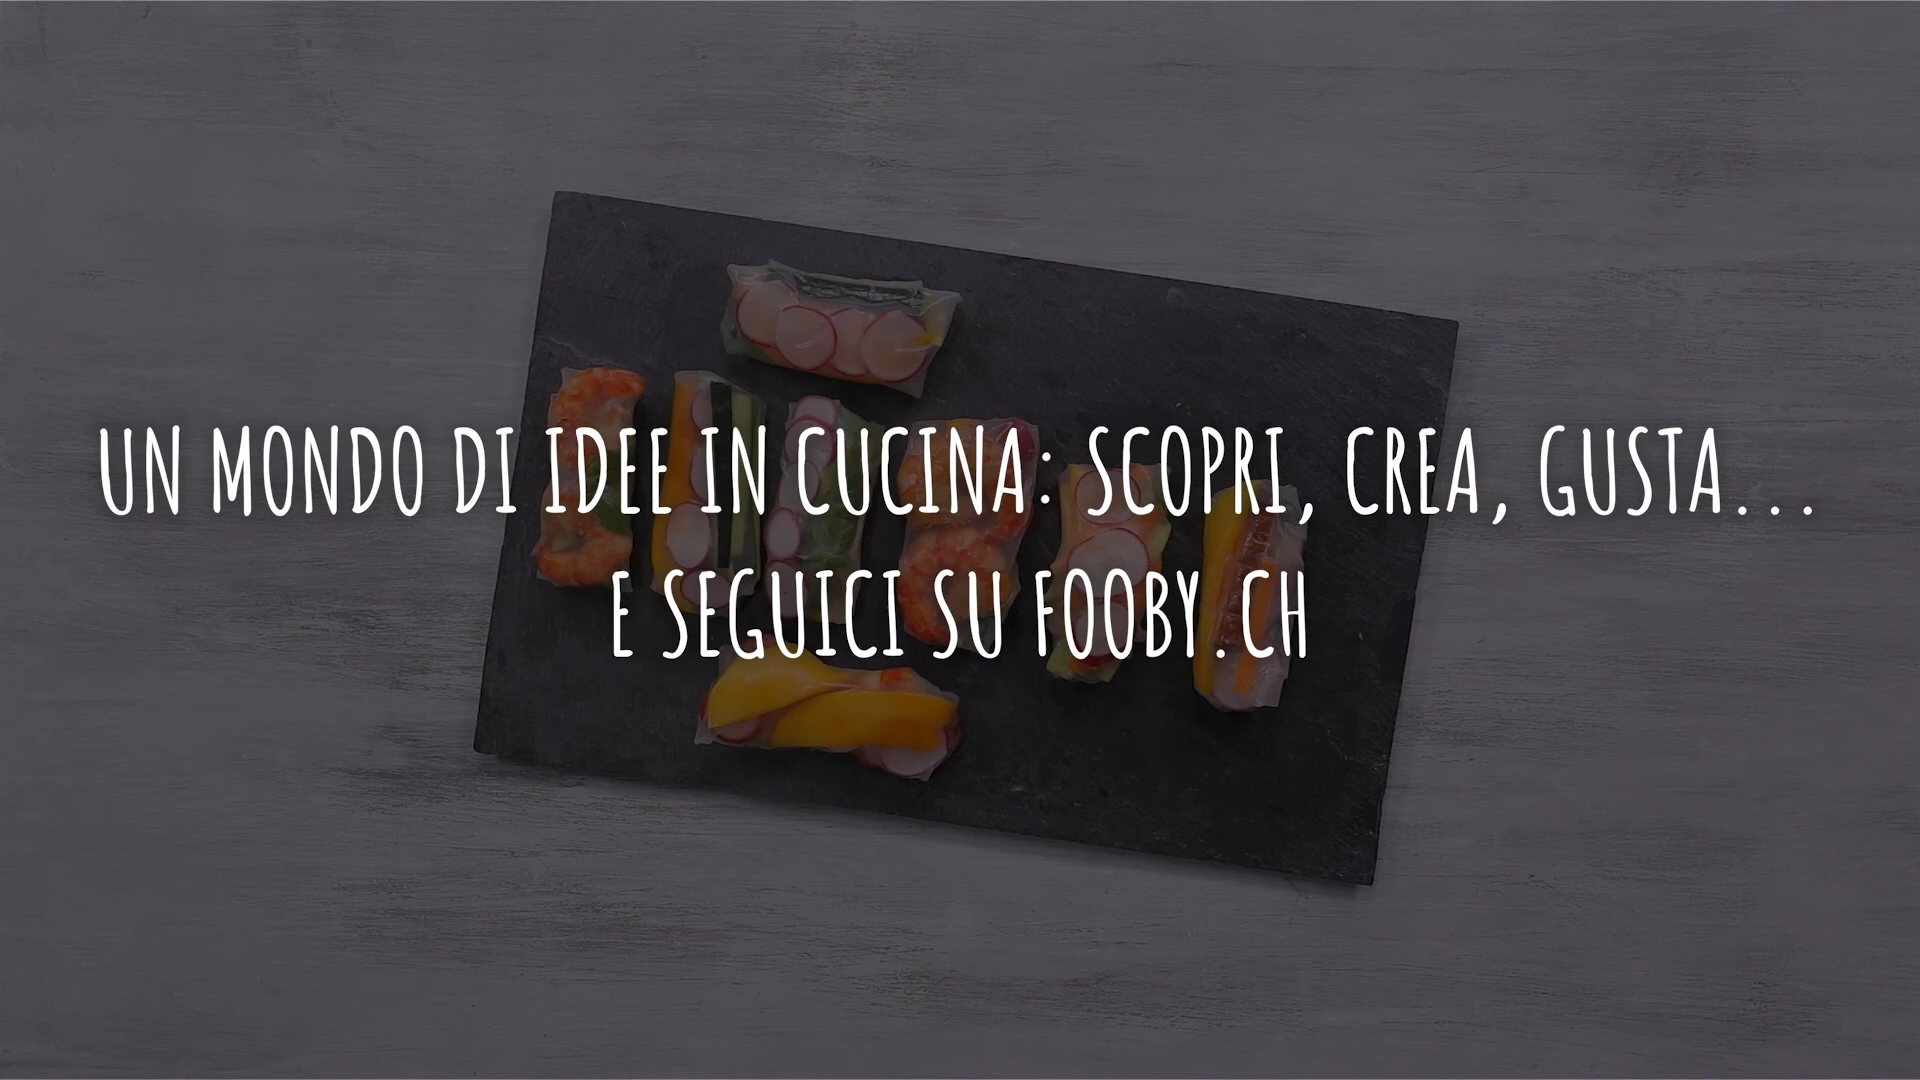 UN MONDO DI IDEE IN CUCINA: SCOPRI, CREA, GUSTA...
E SEGUICI SU FOOBY.CH